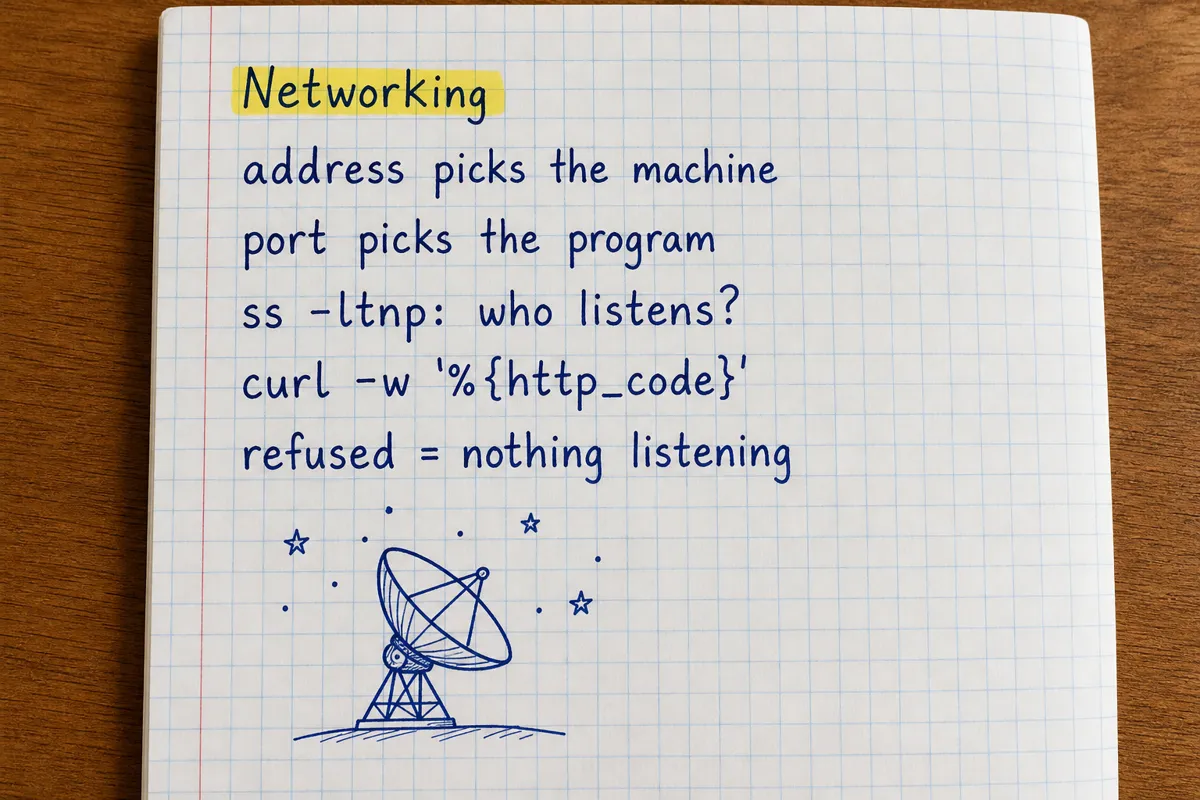 Networking
address picks the machine
port picks the program
ss -ltnp: who listens?
curl -w '%{http_code}'
refused = nothing listening